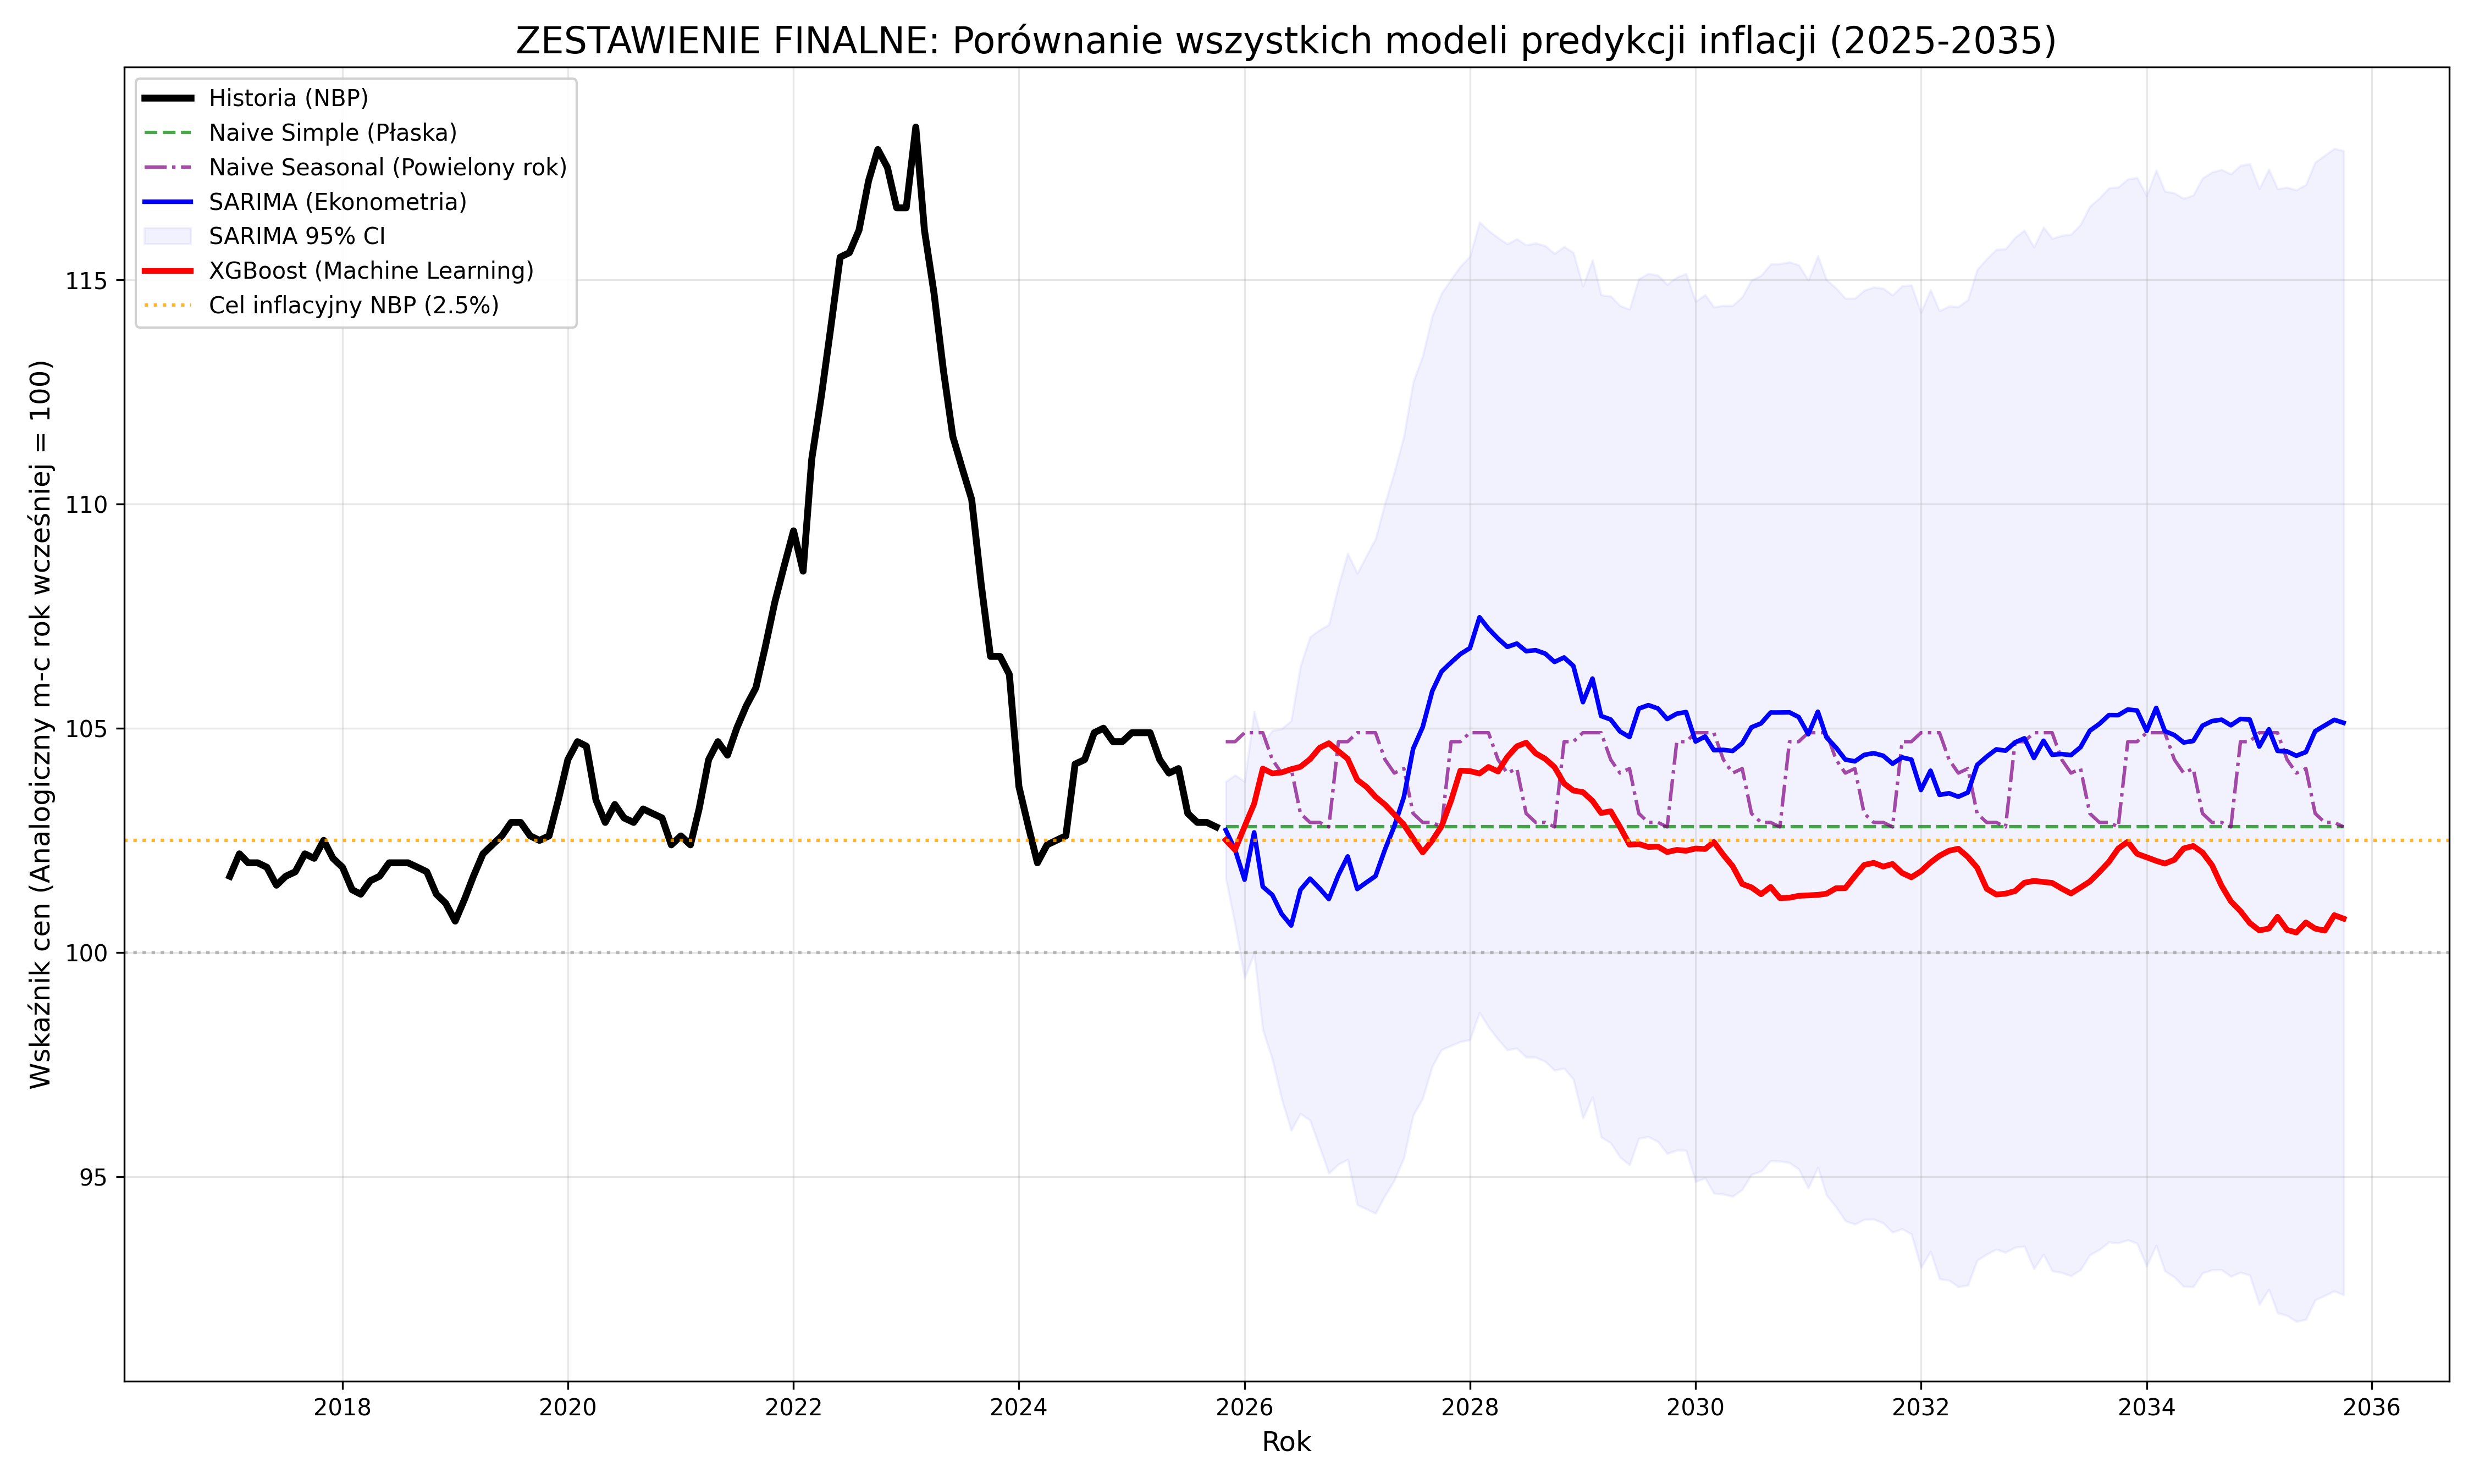 ZESTAWIENIE FINALNE: Porównanie wszystkich modeli predykcji inflacji (2025-2035)
Historia (NBP)
Naive Simple (Płaska)
Naive Seasonal (Powielony rok)
SARIMA (Ekonometria)
SARIMA 95% CI
XGBoost (Machine Learning)
Cel inflacyjny NBP (2.5%)
Wskaźnik cen (Analogiczny m-c rok wcześniej = 100)
115
110
105
100
95
2018 2020 2022 2024 2026 2028 2030 2032 2034 2036
Rok